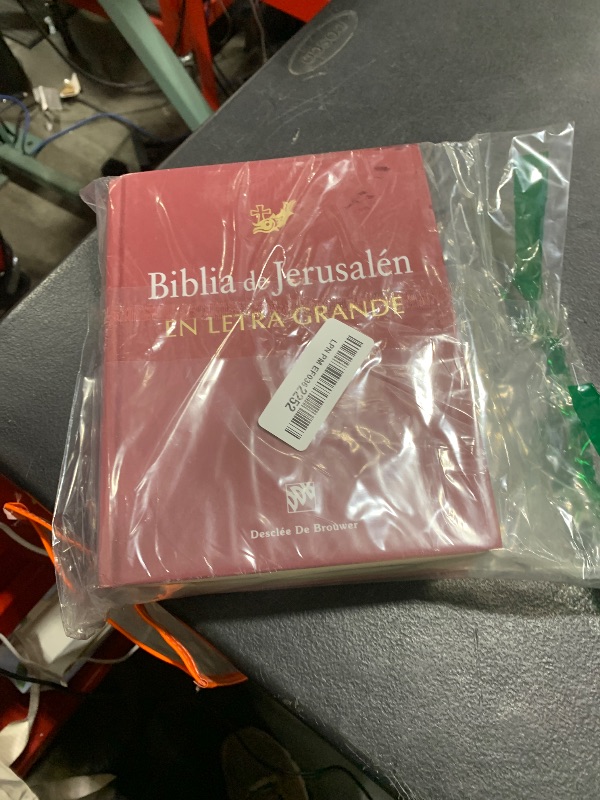 Biblia de Jerusalén
EN LETRA GRANDE
Desclée De Brouwer